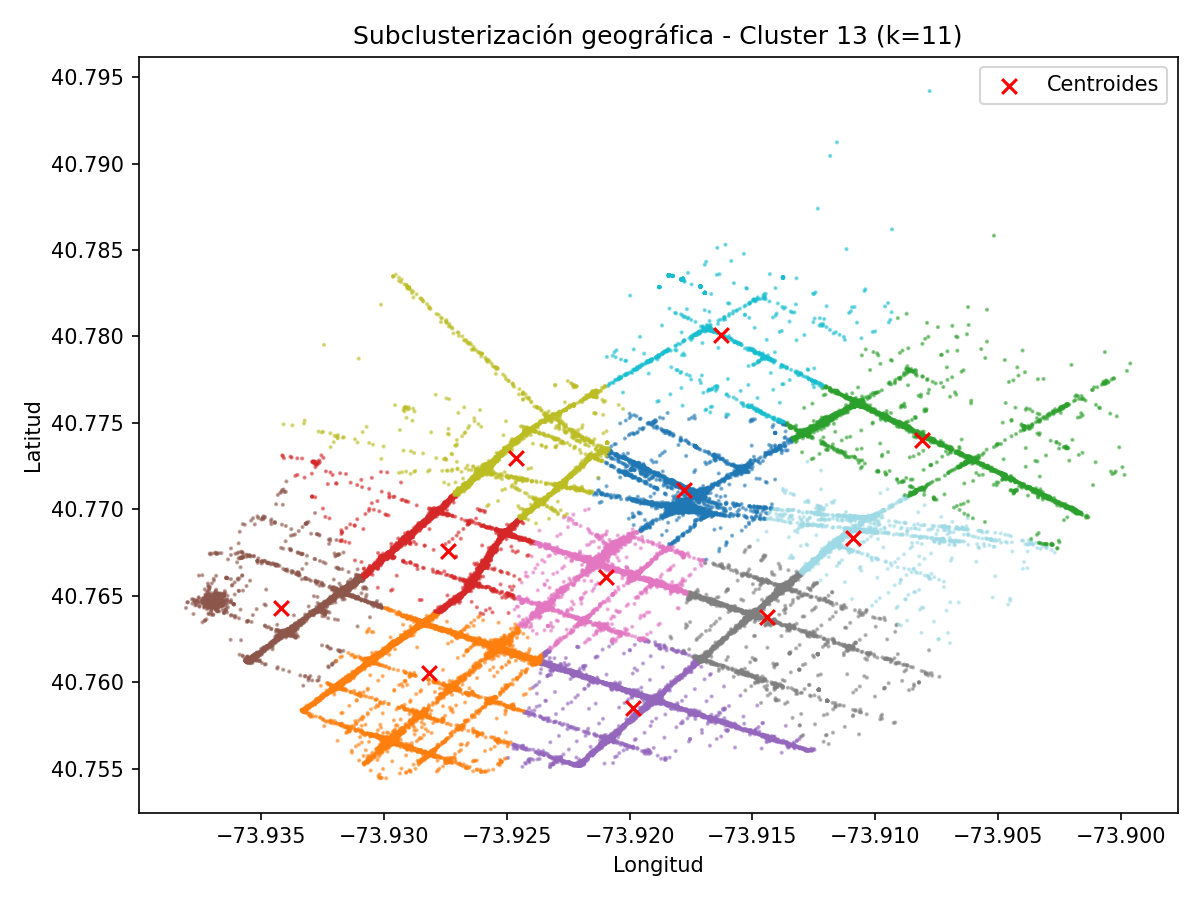 Subclusterización geográfica - Cluster 13 (k=11)
Centroides
40.795
40.790
40.785
40.780
40.775
40.770
40.765
40.760
40.755
Latitud
−73.935 −73.930 −73.925 −73.920 −73.915 −73.910 −73.905 −73.900
Longitud